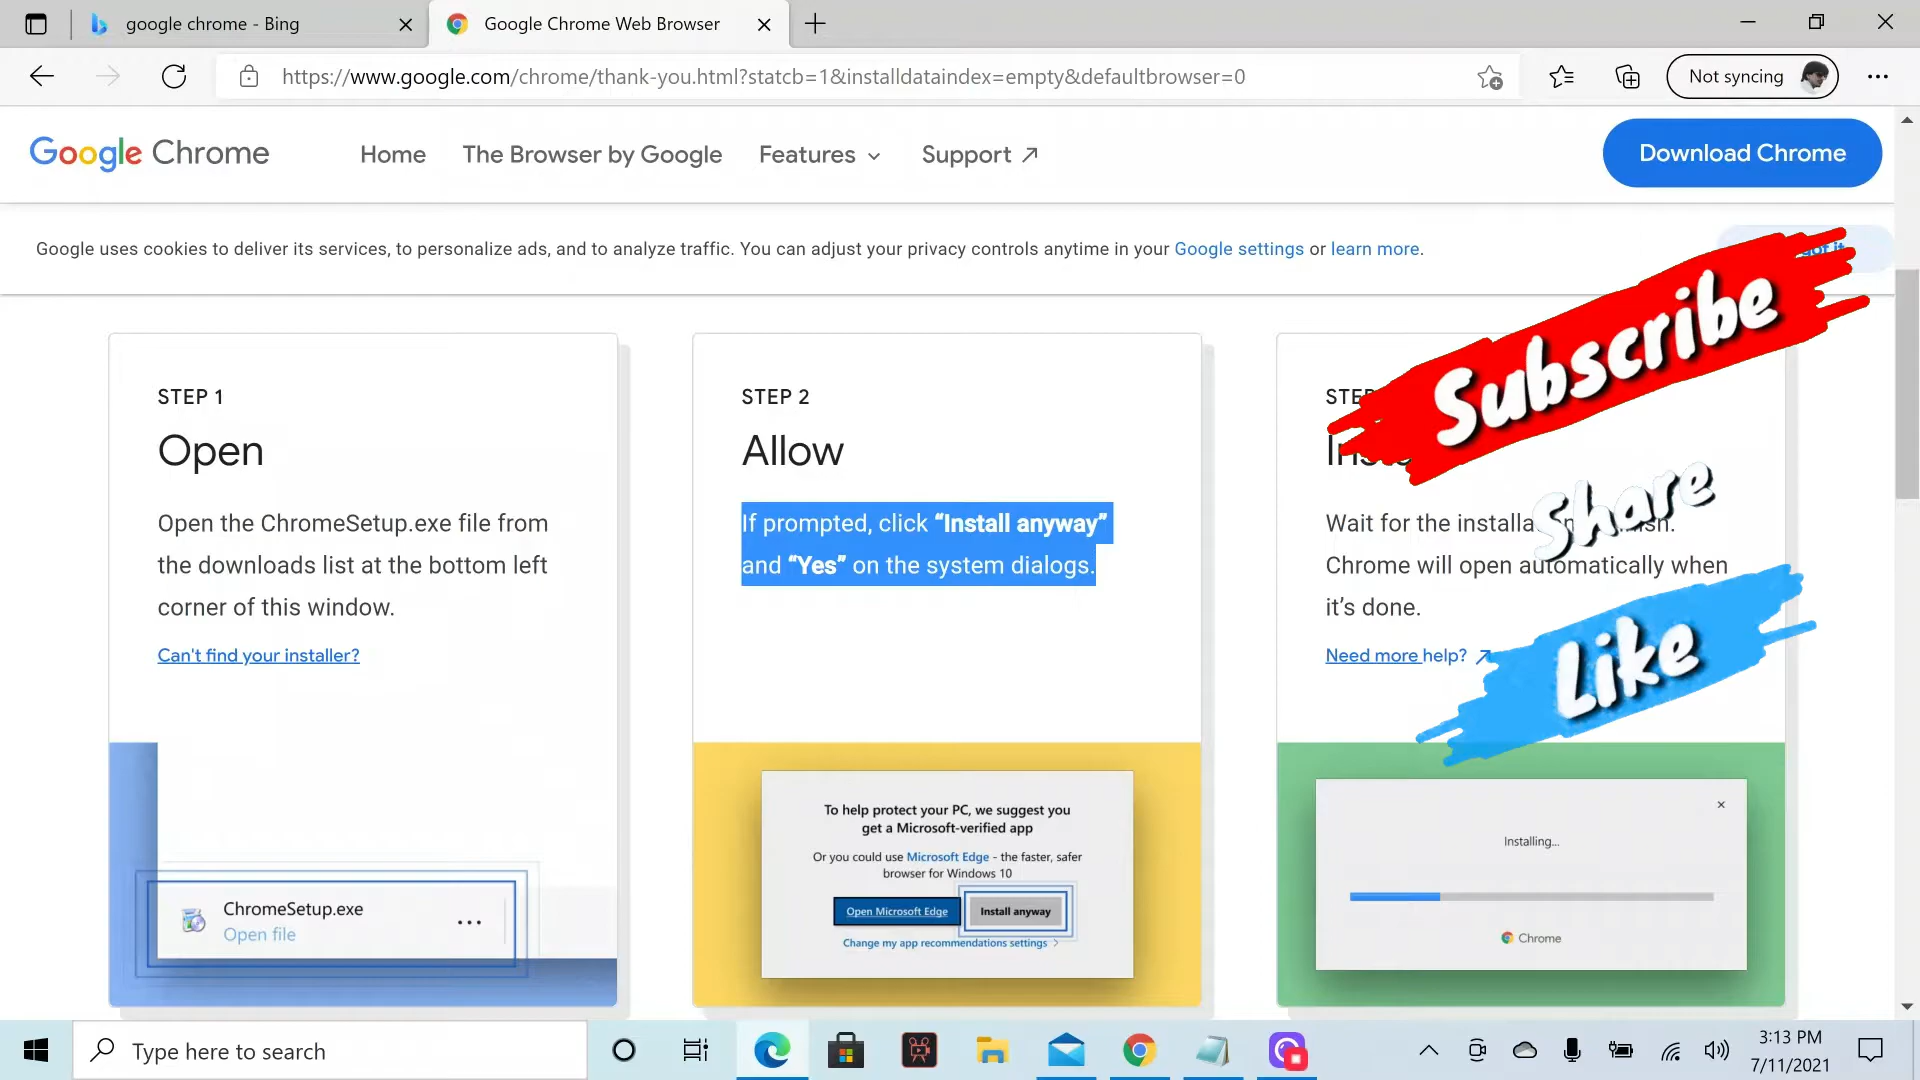 google chrome - Bing
Google Chrome Web Browser
https://www.google.com/chrome/thank-you.html?statcb=1&installdataindex=empty&defaultbrowser=0
Not syncing
Google Chrome
Home
The Browser by Google
Features
Support
Download Chrome
Google uses cookies to deliver its services, to personalize ads, and to analyze traffic. You can adjust your privacy controls anytime in your Google settings or learn more.
Subscribe
Share
Like
STEP 1
Open
Open the ChromeSetup.exe file from
the downloads list at the bottom left
corner of this window.
Can't find your installer?
ChromeSetup.exe
Open file
STEP 2
Allow
If prompted, click “Install anyway”
and “Yes” on the system dialogs.
To help protect your PC, we suggest you
get a Microsoft-verified app
Or you could use Microsoft Edge - the faster, safer
browser for Windows 10
Open Microsoft Edge
Install anyway
Change my app recommendations settings
Wait for the
Chrome will open automatically when
it’s done.
Need more help?
Installing...
Chrome
Type here to search
3:13 PM
7/11/2021